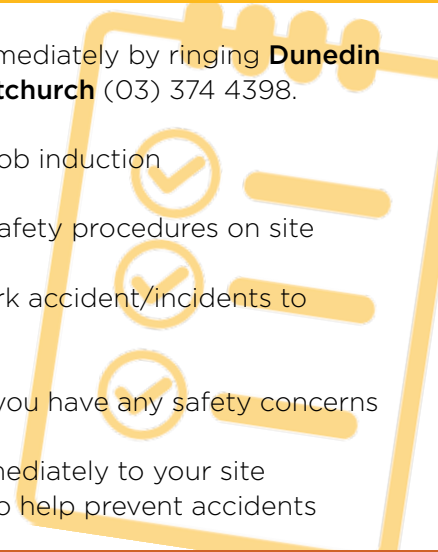 mediately by ringing Dunedin
tchurch (03) 374 4398.
ob induction
afety procedures on site
rk accident/incidents to
you have any safety concerns
mediately to your site
o help prevent accidents